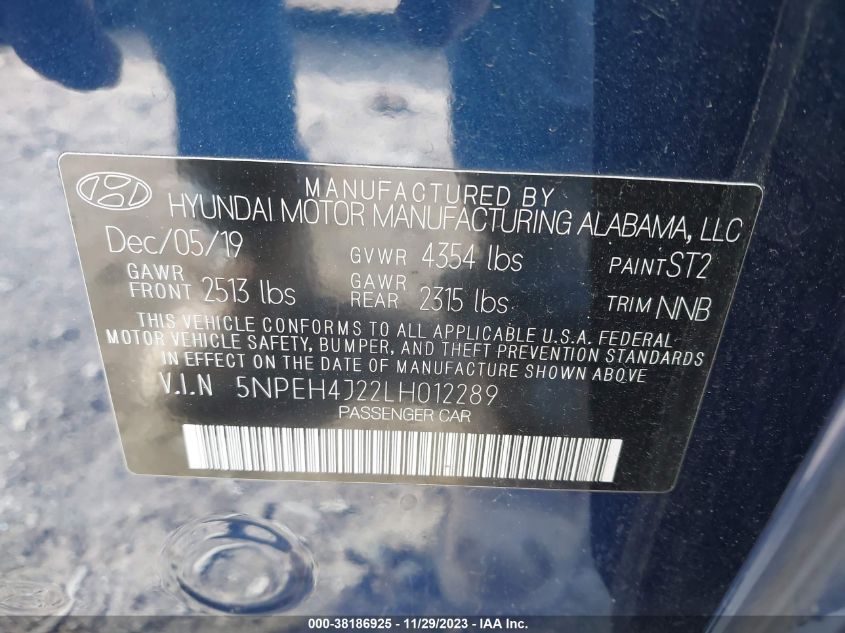 MANUFACTURED BY
HYUNDAI MOTOR MANUFACTURING ALABAMA, LLC
Dec/05/19 GVWR 4354 lbs PAINT ST2
GAWR FRONT 2513 lbs GAWR REAR 2315 lbs TRIM NNB
THIS VEHICLE CONFORMS TO ALL APPLICABLE U.S.A. FEDERAL
MOTOR VEHICLE SAFETY, BUMPER, AND THEFT PREVENTION STANDARDS
IN EFFECT ON THE DATE OF MANUFACTURE SHOWN ABOVE
V.I.N 5NPEH4J22LH012289
PASSENGER CAR
000-38186925 - 11/29/2023 - IAA Inc.